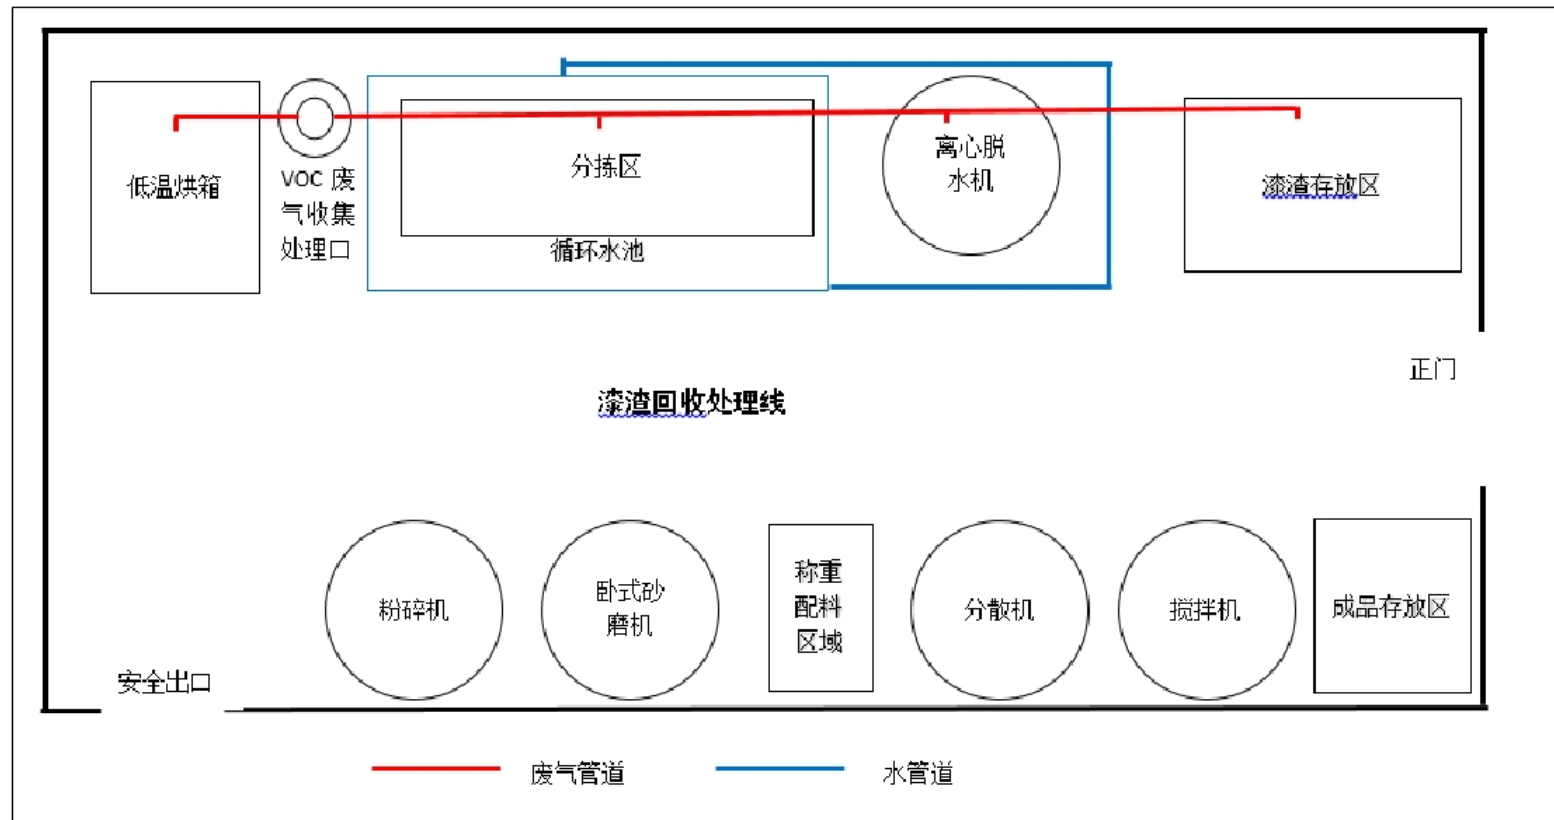 低温烘箱
VOC 废
气收集
处理口
分拣区
循环水池
离心脱
水机
漆渣存放区
正门
漆渣回收处理线
粉碎机
卧式砂
磨机
称重
配料
区域
分散机
搅拌机
成品存放区
安全出口
废气管道
水管道